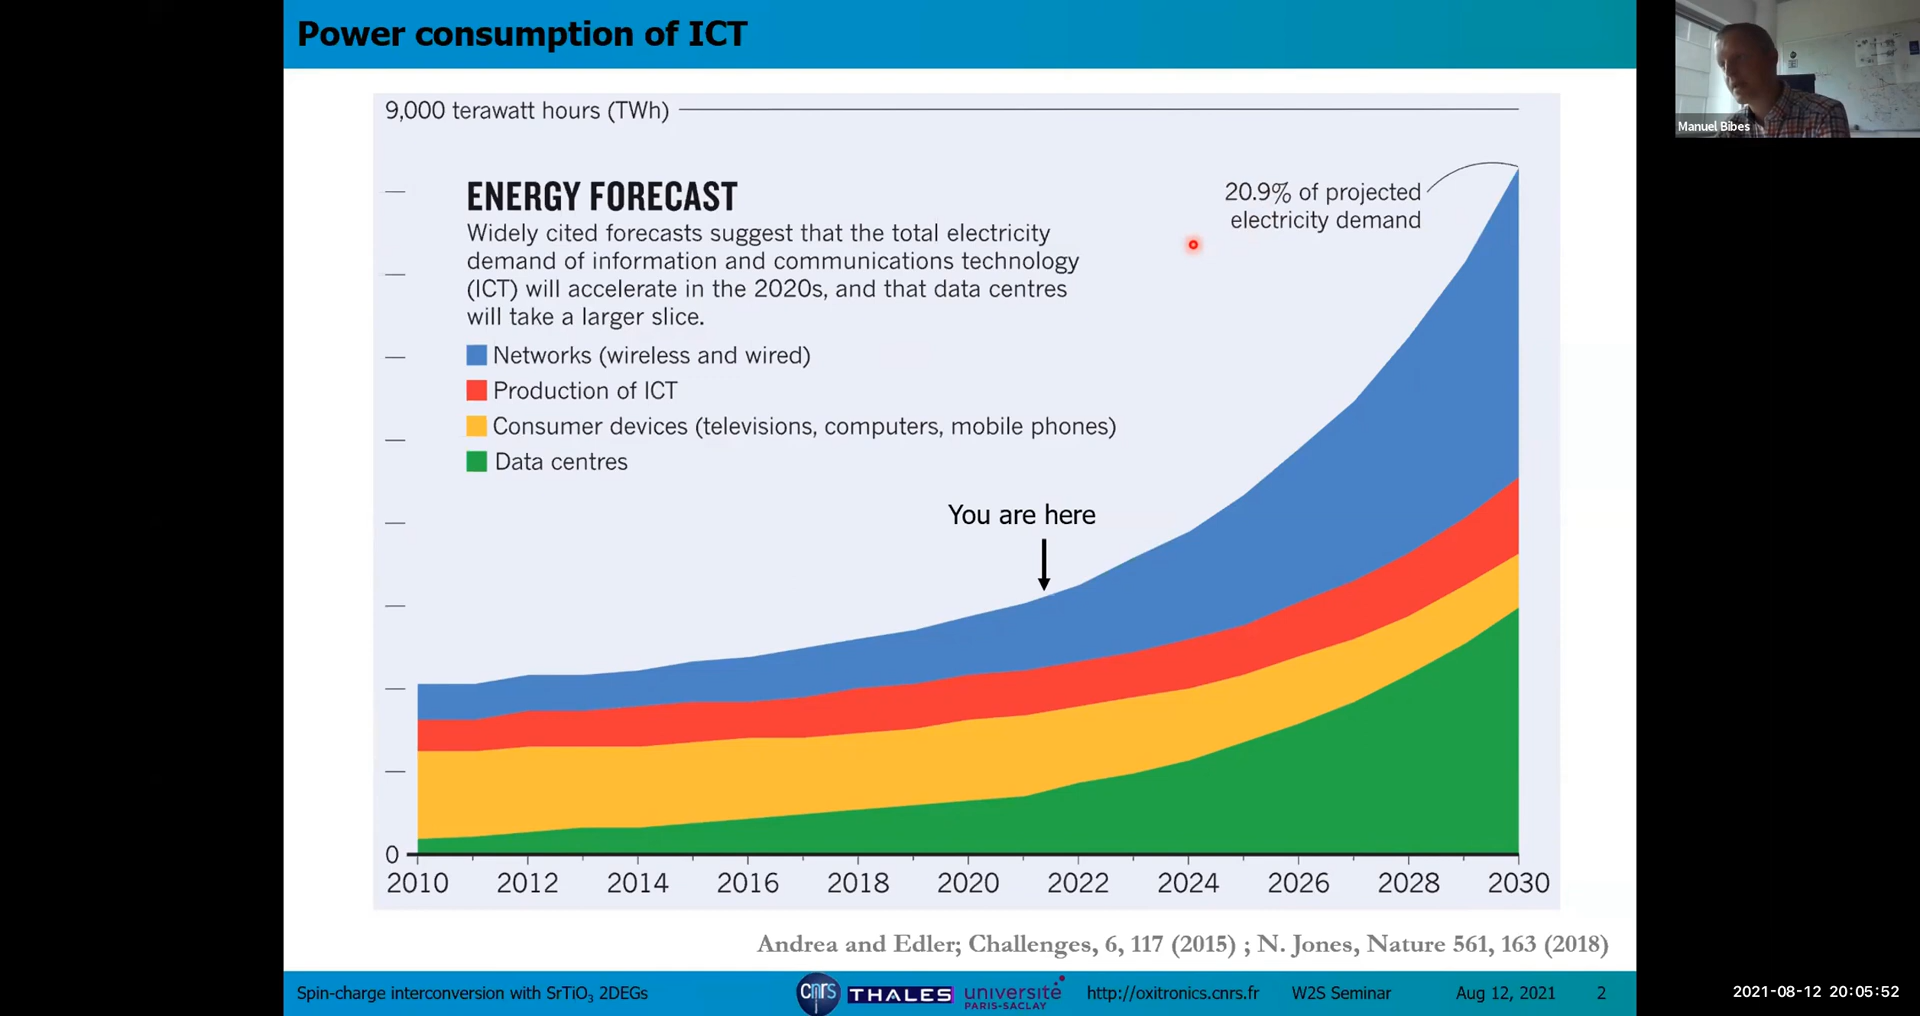 Power consumption of ICT
Manuel Bibes
9,000 terawatt hours (TWh)
20.9% of projected
electricity demand
ENERGY FORECAST
Widely cited forecasts suggest that the total electricity
demand of information and communications technology
(ICT) will accelerate in the 2020s, and that data centres
will take a larger slice.
Networks (wireless and wired)
Production of ICT
Consumer devices (televisions, computers, mobile phones)
Data centres
You are here
0
2010 2012 2014 2016 2018 2020 2022 2024 2026 2028 2030
Andrea and Edler; Challenges, 6, 117 (2015) ; N. Jones, Nature 561, 163 (2018)
Spin-charge interconversion with SrTiO₃ 2DEGs
cnrs
THALES
université
PARIS-SACLAY
http://oxitronics.cnrs.fr
W2S Seminar
Aug 12, 2021
2
2021-08-12 20:05:52